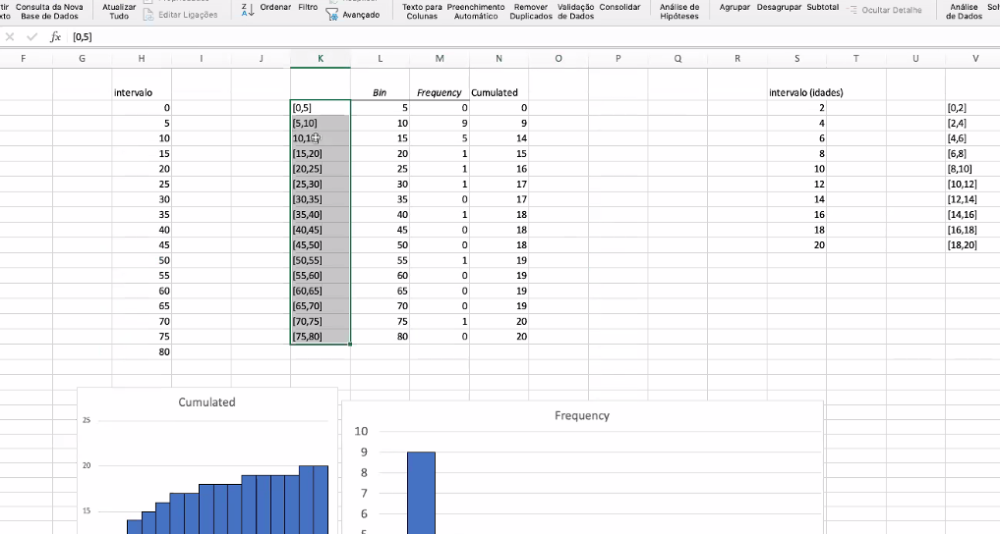 Consulta da Nova
Base de Dados
Atualizar
Tudo
Editar Ligações
Ordenar
Filtro
Avançado
Texto para
Colunas
Preenchimento
Automático
Remover
Duplicados
Validação
de Dados
Consolidar
Análise de
Hipóteses
Agrupar
Desagrupar
Subtotal
Ocultar Detalhe
Análise
de Dados
fx [0,5]
F G H I J K L M N O P Q R S T U V
intervalo Bin Frequency Cumulated intervalo (idades)
0 [0,5] 5 0 0 2 [0,2]
5 [5,10] 10 9 9 4 [2,4]
10 15 5 14 6 [4,6]
15 [15,20] 20 1 15 8 [6,8]
20 [20,25] 25 1 16 10 [8,10]
25 [25,30] 30 1 17 12 [10,12]
30 [30,35] 35 0 17 14 [12,14]
35 [35,40] 40 1 18 16 [14,16]
40 [40,45] 45 0 18 18 [16,18]
45 [45,50] 50 0 18 20 [18,20]
50 [50,55] 55 1 19
55 [55,60] 60 0 19
60 [60,65] 65 0 19
65 [65,70] 70 0 19
70 [70,75] 75 1 20
75 [75,80] 80 0 20
80
Cumulated
25
20
15
Frequency
10
9
8
7
6